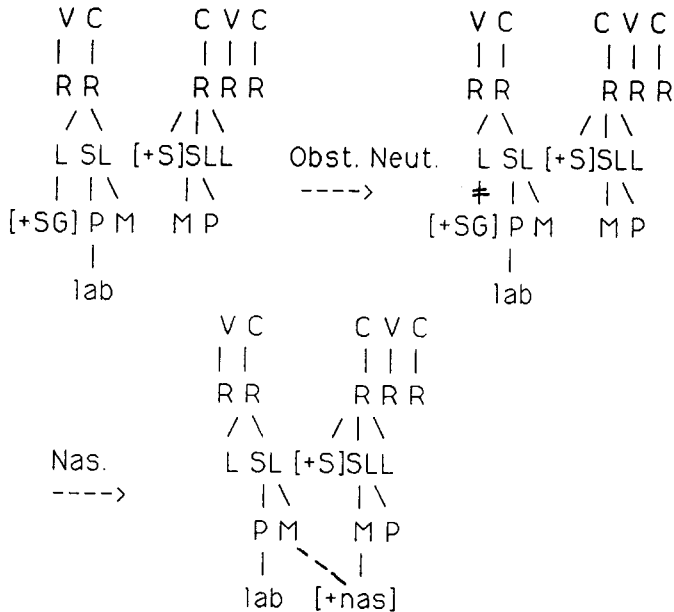 V C C V C V C C V C
R R R R R R R R R R
L SL [+S]SLL Obst. Neut. L SL [+S]SLL
---->
[+SG] P M M P [+SG] P M M P
lab lab
V C C V C
R R R R R
Nas. L SL [+S]SLL
---->
P M M P
lab [+nas]